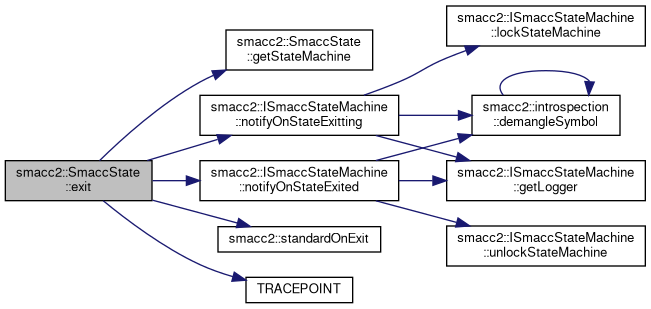 smacc2::SmaccState
::exit
smacc2::SmaccState
::getStateMachine
smacc2::ISmaccStateMachine
::notifyOnStateExitting
smacc2::ISmaccStateMachine
::notifyOnStateExited
smacc2::standardOnExit
TRACEPOINT
smacc2::ISmaccStateMachine
::lockStateMachine
smacc2::introspection
::demangleSymbol
smacc2::ISmaccStateMachine
::getLogger
smacc2::ISmaccStateMachine
::unlockStateMachine